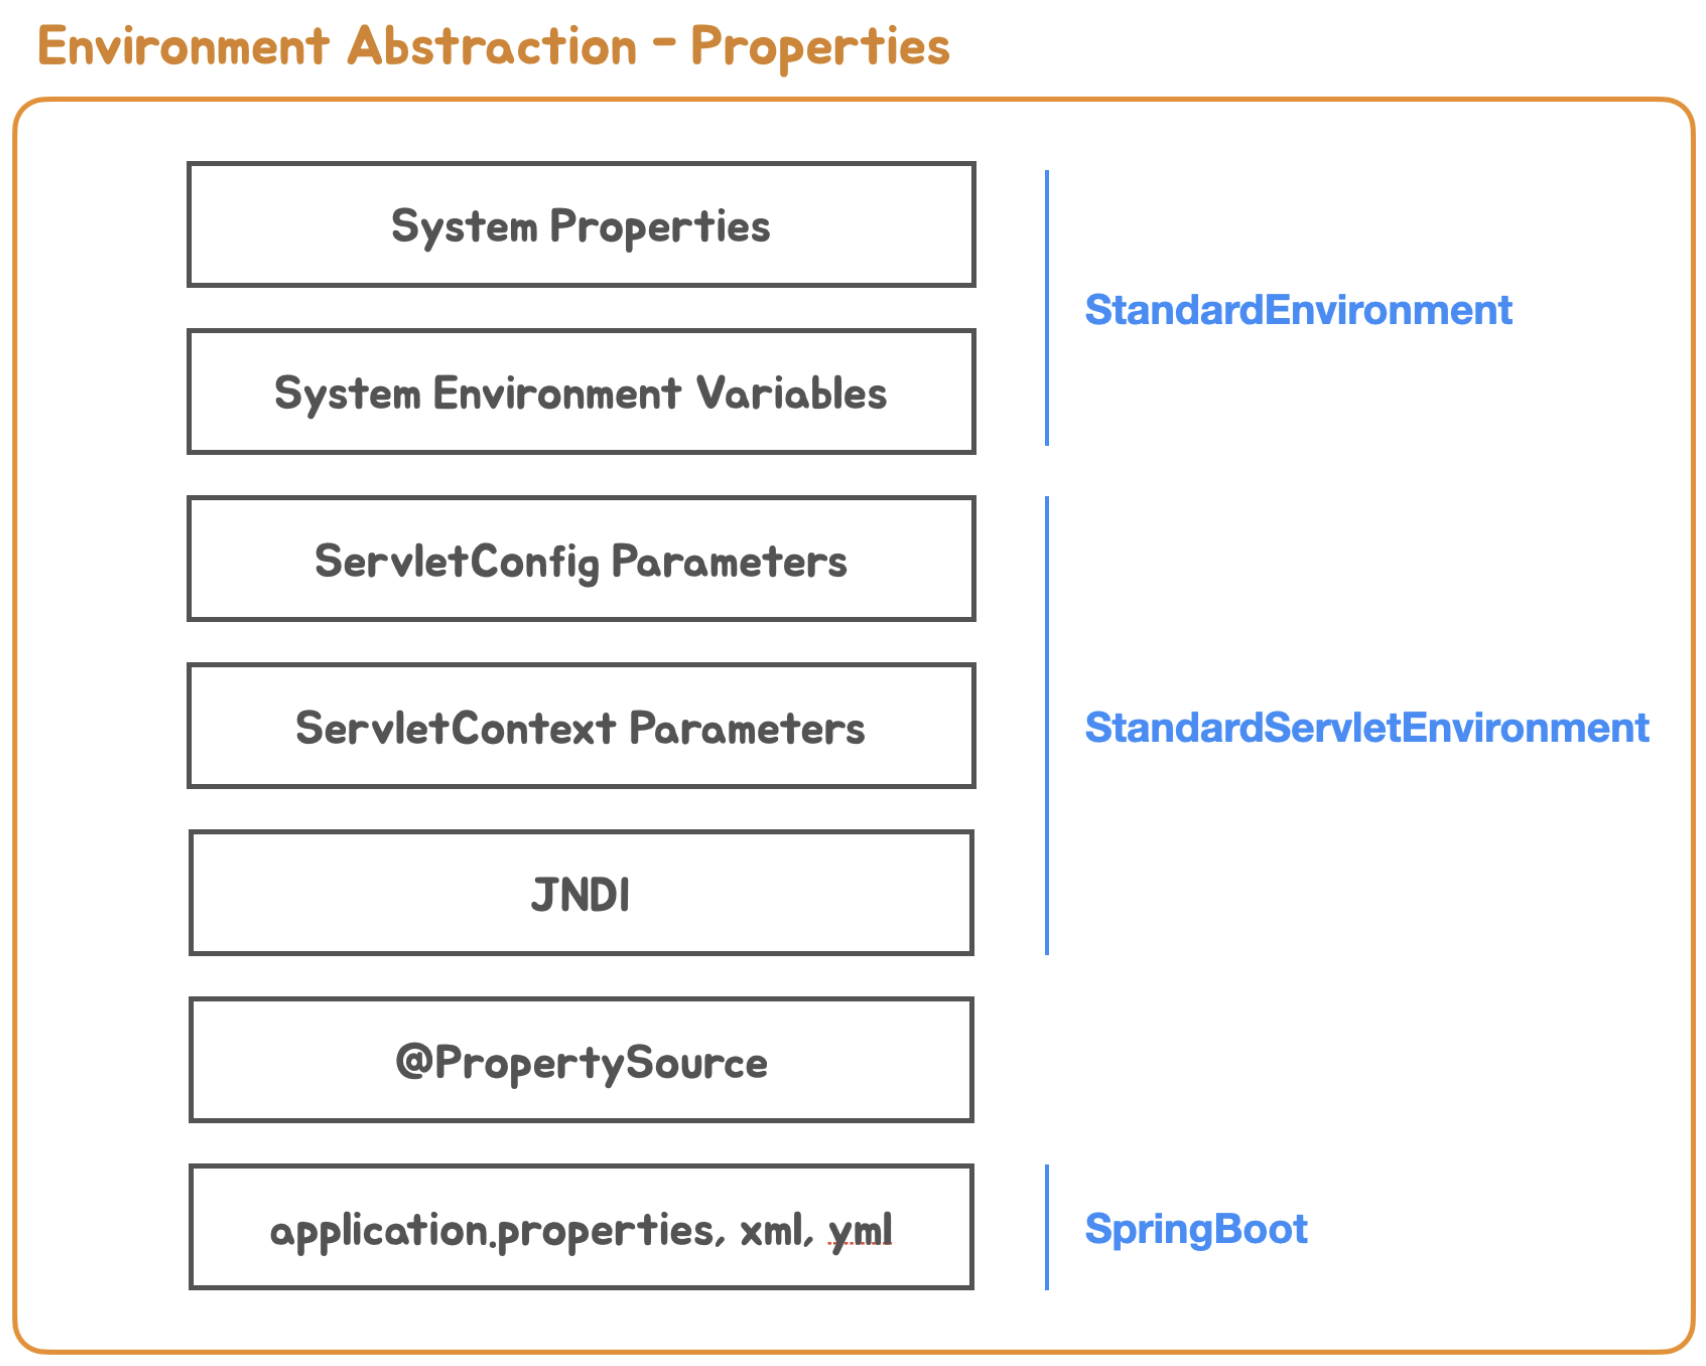 Environment Abstraction - Properties
System Properties
StandardEnvironment
System Environment Variables
ServletConfig Parameters
ServletContext Parameters
StandardServletEnvironment
JNDI
@PropertySource
application.properties, xml, yml
SpringBoot